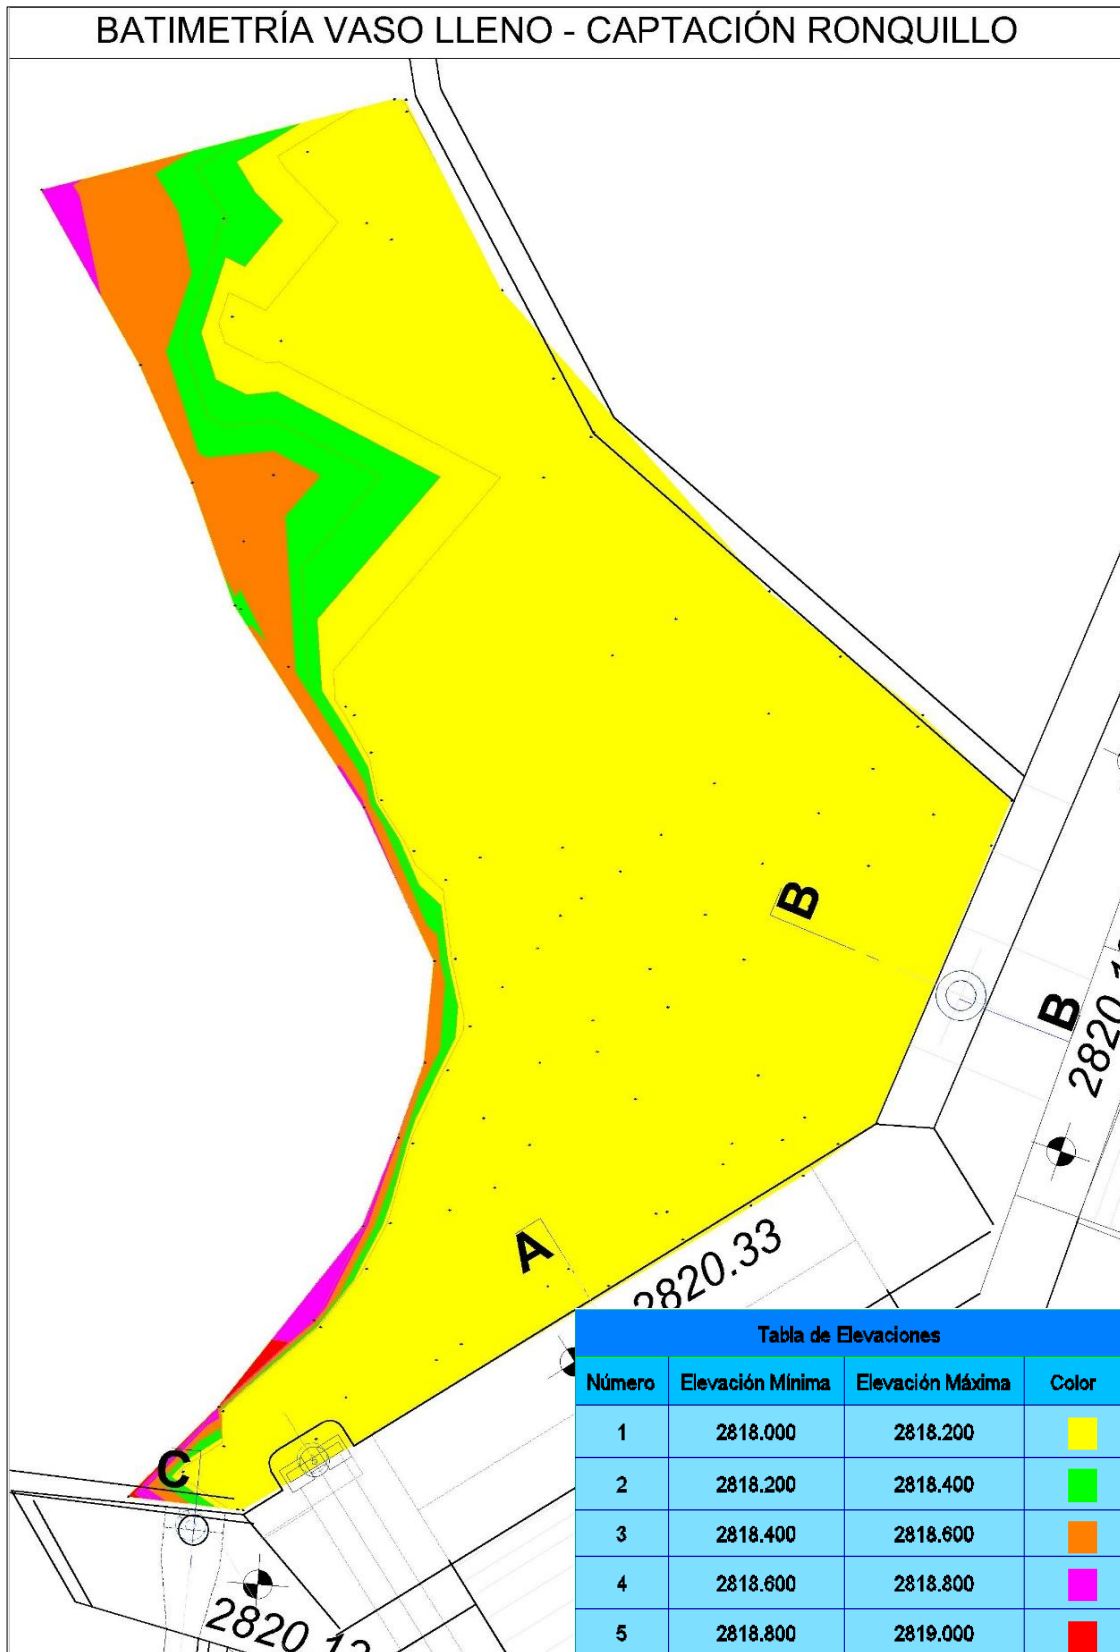 BATIMETRÍA VASO LLENO - CAPTACIÓN RONQUILLO
B
B
A
2820.33
C
Tabla de Elevaciones
Número Elevación Mínima Elevación Máxima Color
1 2818.000 2818.200
2 2818.200 2818.400
3 2818.400 2818.600
4 2818.600 2818.800
5 2818.800 2819.000